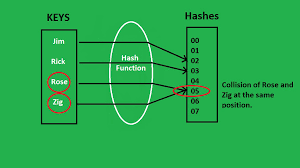 KEYS
Hashes
Jim
Rick
Rose
Zig
Hash
Function
00
01
02
03
04
05
06
07
Collision of Rose and
Zig at the same
position.